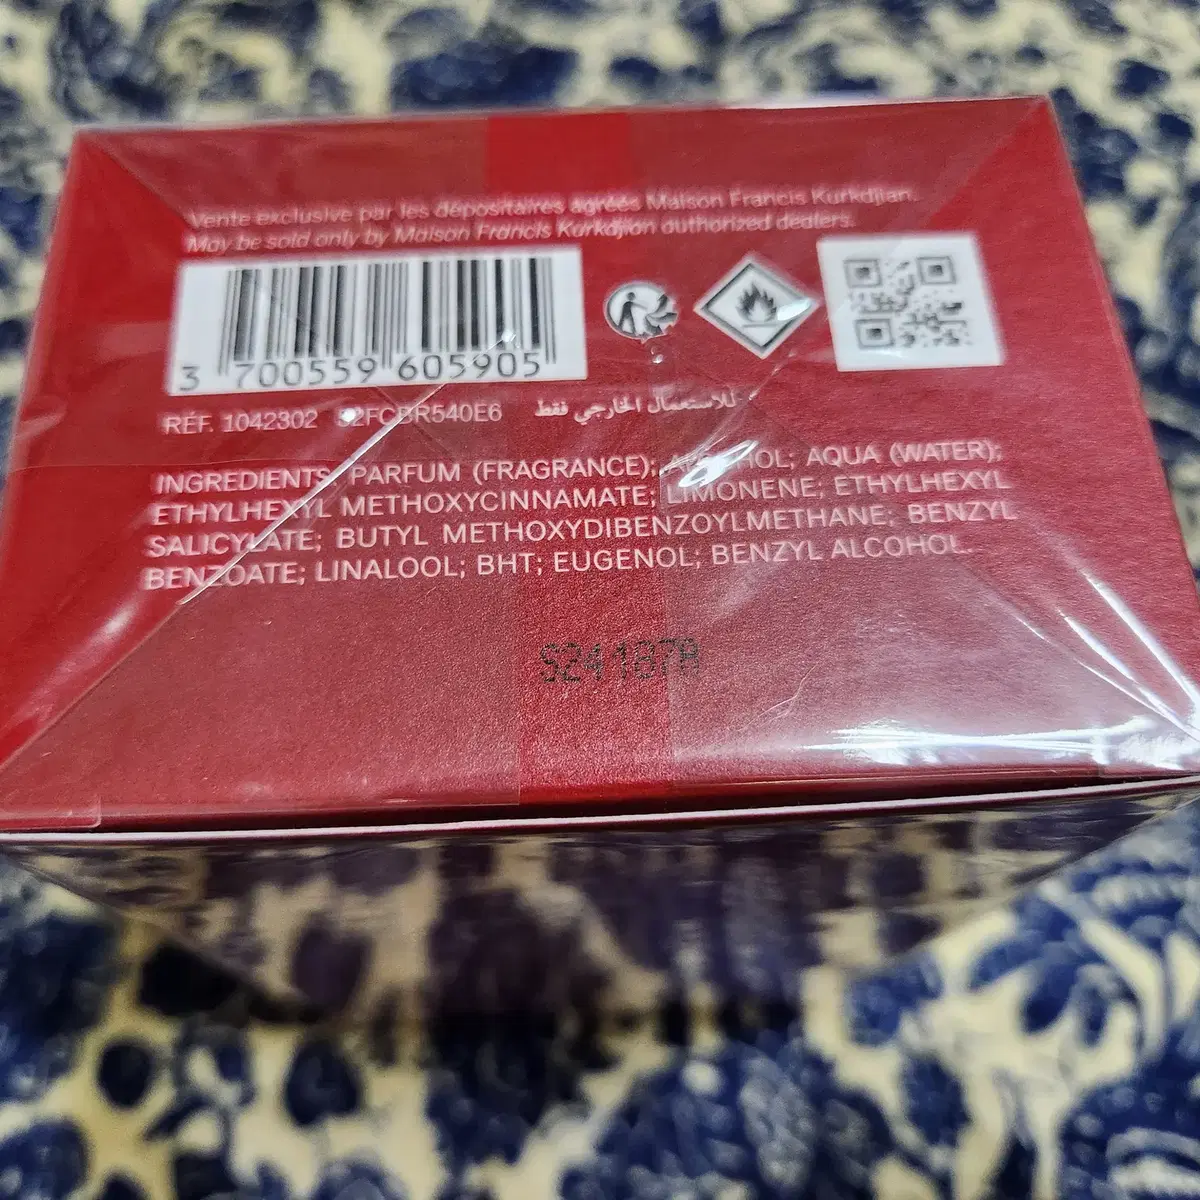 Vente exclusive par les dépositaires agréés Maison Francis Kurkdjian.
May be sold only by Maison Francis Kurkdjian authorized dealers.
3 700559 605905
RÉF. 1042302 52FCBR540E6 للاستعمال الخارجي فقط
INGREDIENTS: PARFUM (FRAGRANCE); ALCOHOL; AQUA (WATER);
ETHYLHEXYL METHOXYCINNAMATE; LIMONENE; ETHYLHEXYL
SALICYLATE; BUTYL METHOXYDIBENZOYLMETHANE; BENZYL
BENZOATE; LINALOOL; BHT; EUGENOL; BENZYL ALCOHOL.